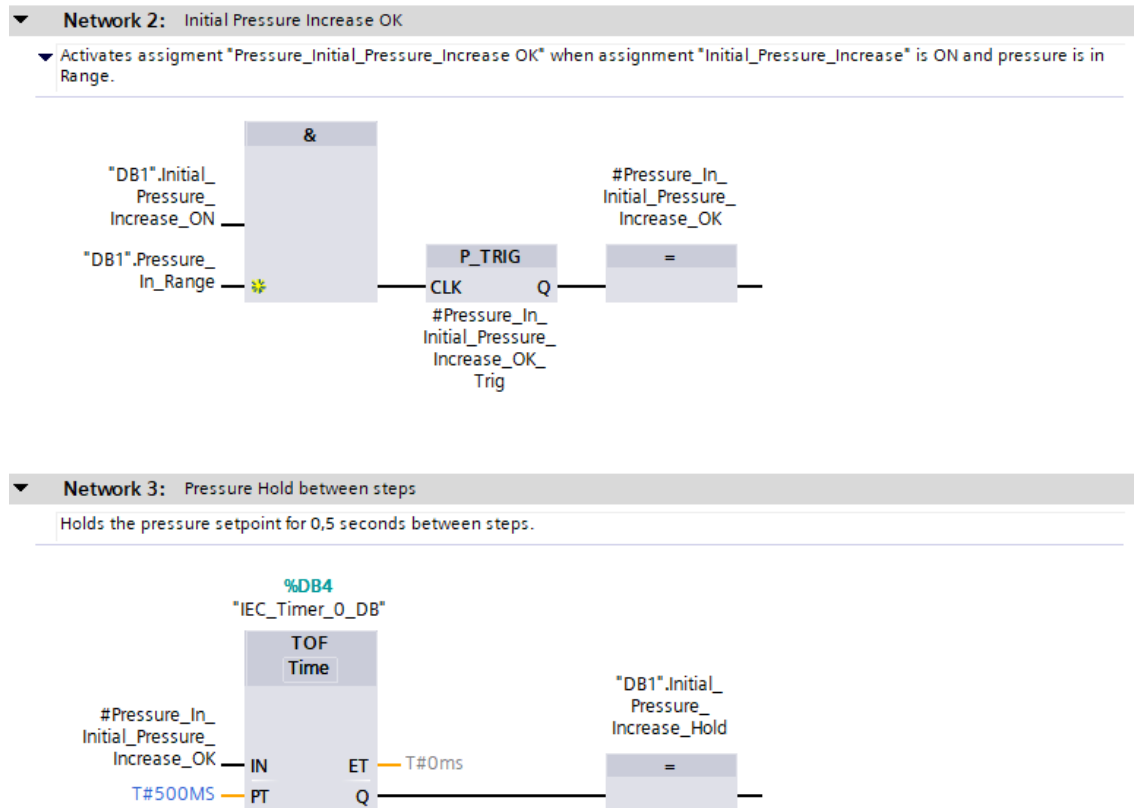 Network 2: Initial Pressure Increase OK
Activates assigment "Pressure_Initial_Pressure_Increase OK" when assignment "Initial_Pressure_Increase" is ON and pressure is in
Range.
&
"DB1".Initial_
Pressure_
Increase_ON
"DB1".Pressure_
In_Range
P_TRIG
CLK Q
#Pressure_In_
Initial_Pressure_
Increase_OK_
Trig
#Pressure_In_
Initial_Pressure_
Increase_OK
=
Network 3: Pressure Hold between steps
Holds the pressure setpoint for 0,5 seconds between steps.
%DB4
"IEC_Timer_0_DB"
TOF
Time
#Pressure_In_
Initial_Pressure_
Increase_OK
IN ET T#0ms
T#500MS PT Q
"DB1".Initial_
Pressure_
Increase_Hold
=